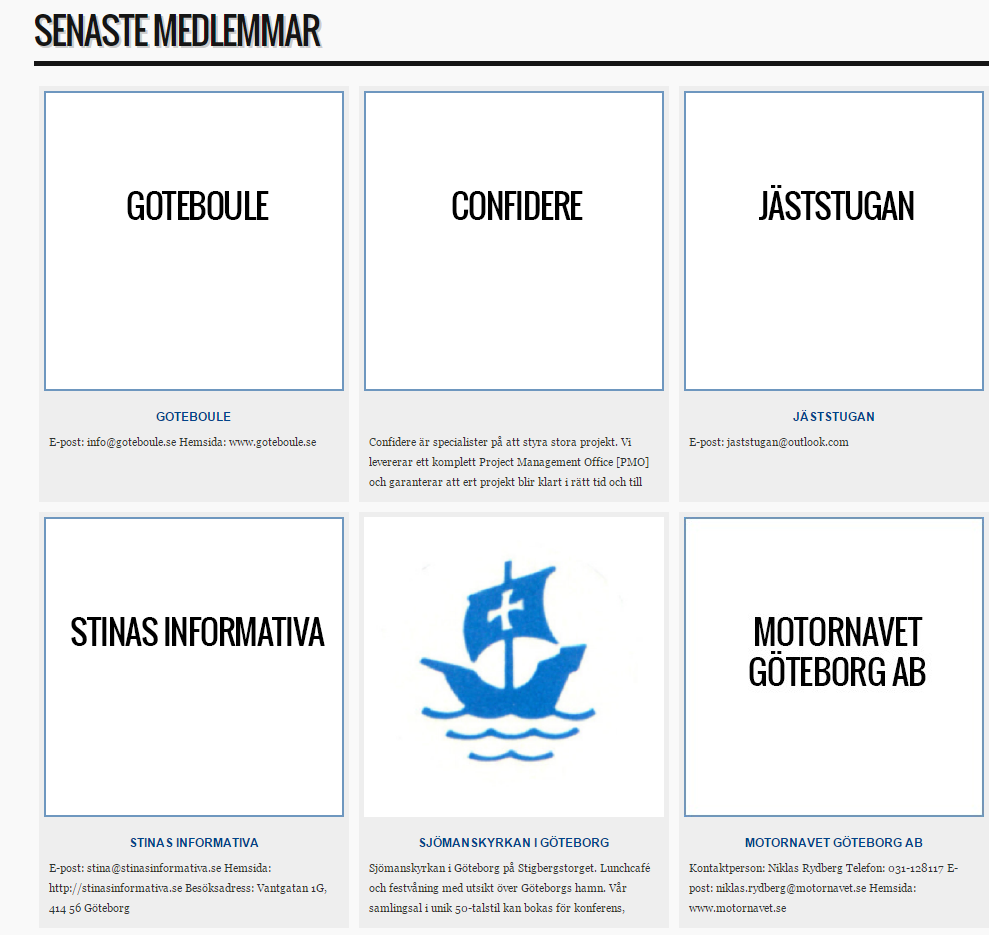 SENASTE MEDLEMMAR
GOTEBOULE
CONFIDERE
JÄSTSTUGAN
GOTEBOULE
E-post: info@goteboule.se Hemsida: www.goteboule.se
Confidere är specialister på att styra stora projekt. Vi
levererar ett komplett Project Management Office [PMO]
och garanterar att ert projekt blir klart i rätt tid och till
JÄSTSTUGAN
E-post: jaststugan@outlook.com
STINAS INFORMATIVA
MOTORNAVET
GÖTEBORG AB
STINAS INFORMATIVA
E-post: stina@stinasinformativa.se Hemsida:
http://stinasinformativa.se Besöksadress: Vantgatan 1G,
414 56 Göteborg
SJÖMANSKYRKAN I GÖTEBORG
Sjömanskyrkan i Göteborg på Stigbergstorget. Lunchcafé
och festvåning med utsikt över Göteborgs hamn. Vår
samlingsal i unik 50-talstil kan bokas för konferens,
MOTORNAVET GÖTEBORG AB
Kontaktperson: Niklas Rydberg Telefon: 031-128117 E-
post: niklas.rydberg@motornavet.se Hemsida:
www.motornavet.se